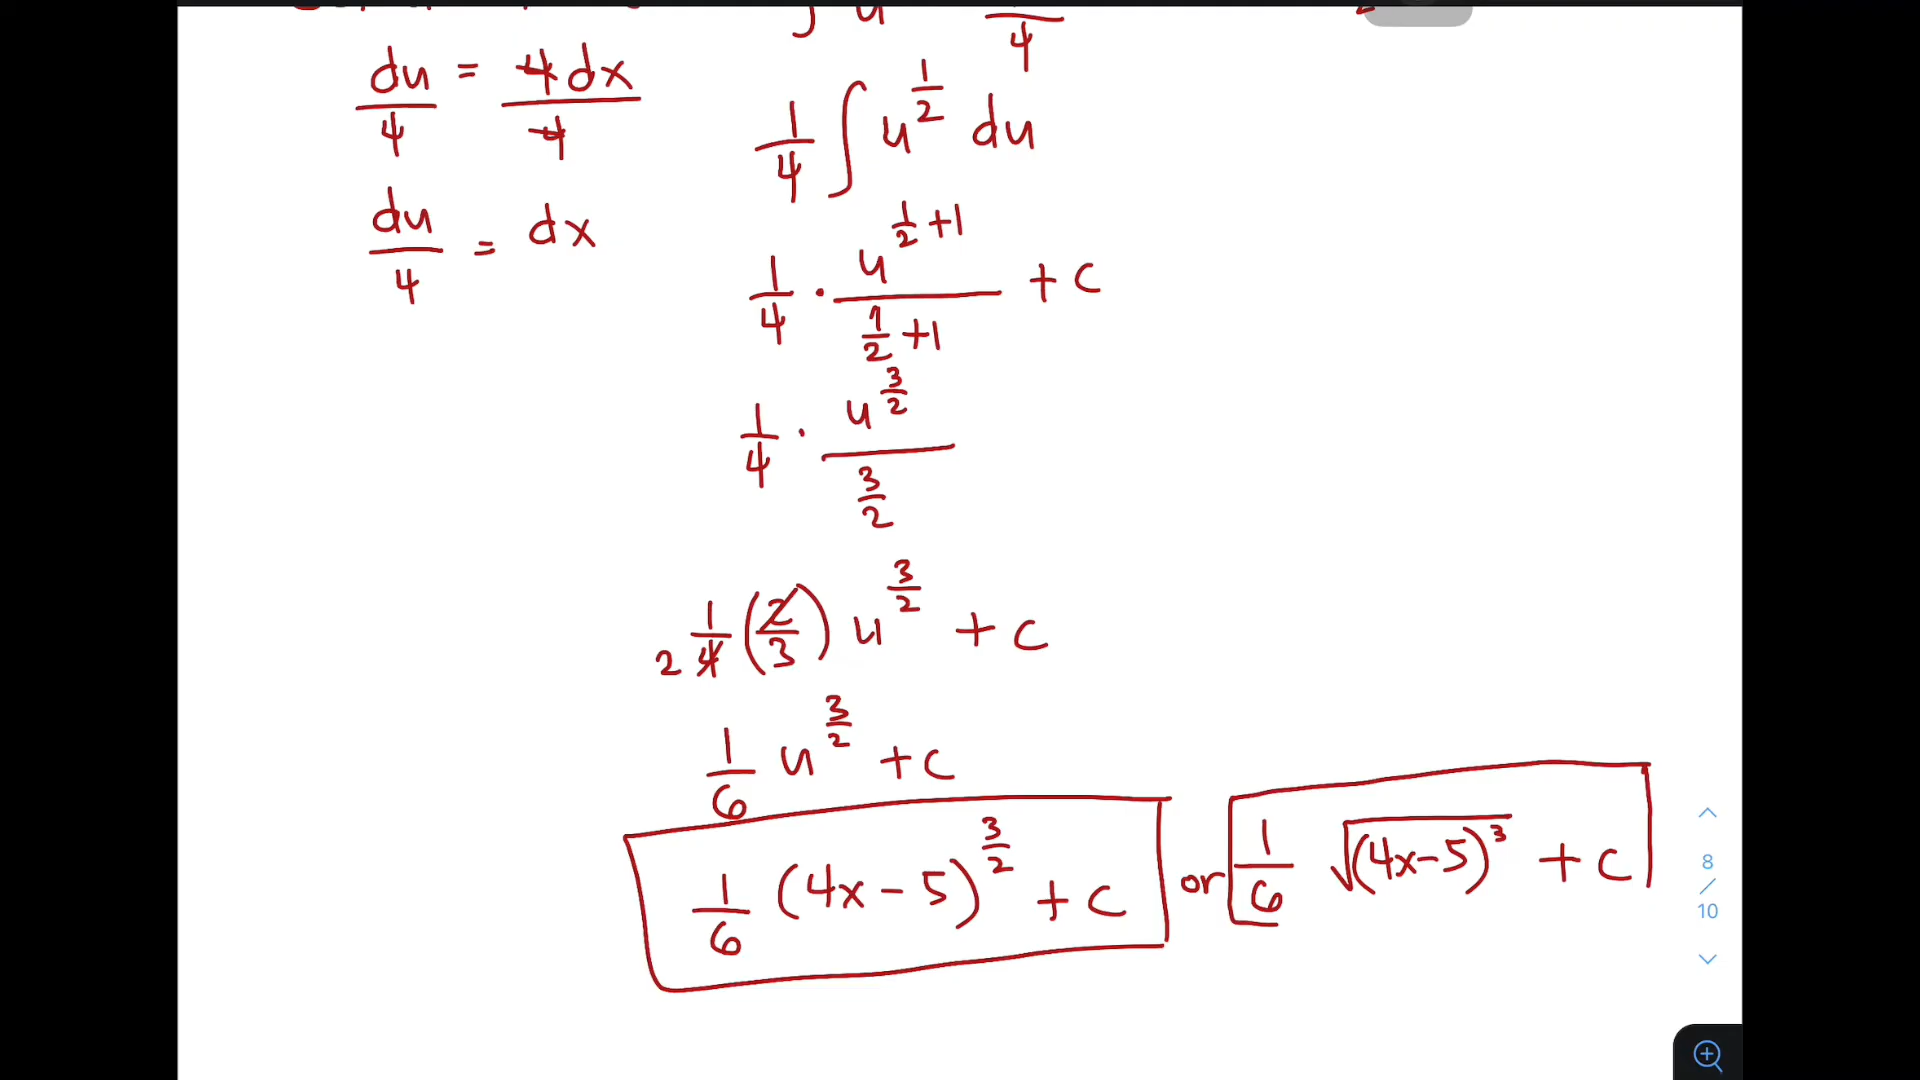 du/4 = 4dx/4
du/4 = dx
4
1/4 ∫ u^(1/2) du
1/4 · u^(1/2+1)/(1/2+1) + c
1/4 · u^(3/2)/(3/2)
2 1/4 (2/3) u^(3/2) + c
1/6 u^(3/2) + c
1/6 (4x-5)^(3/2) + c or 1/6 √((4x-5)^3) + c
8/10